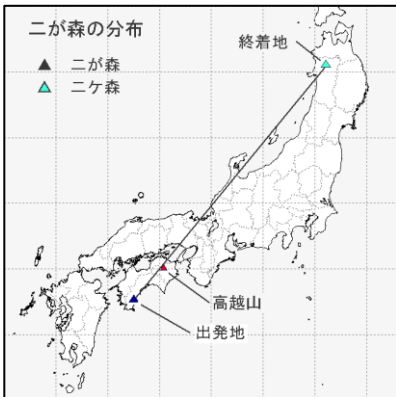 二が森の分布
▲ 二が森
▲ 二ケ森
終着地
高越山
出発地